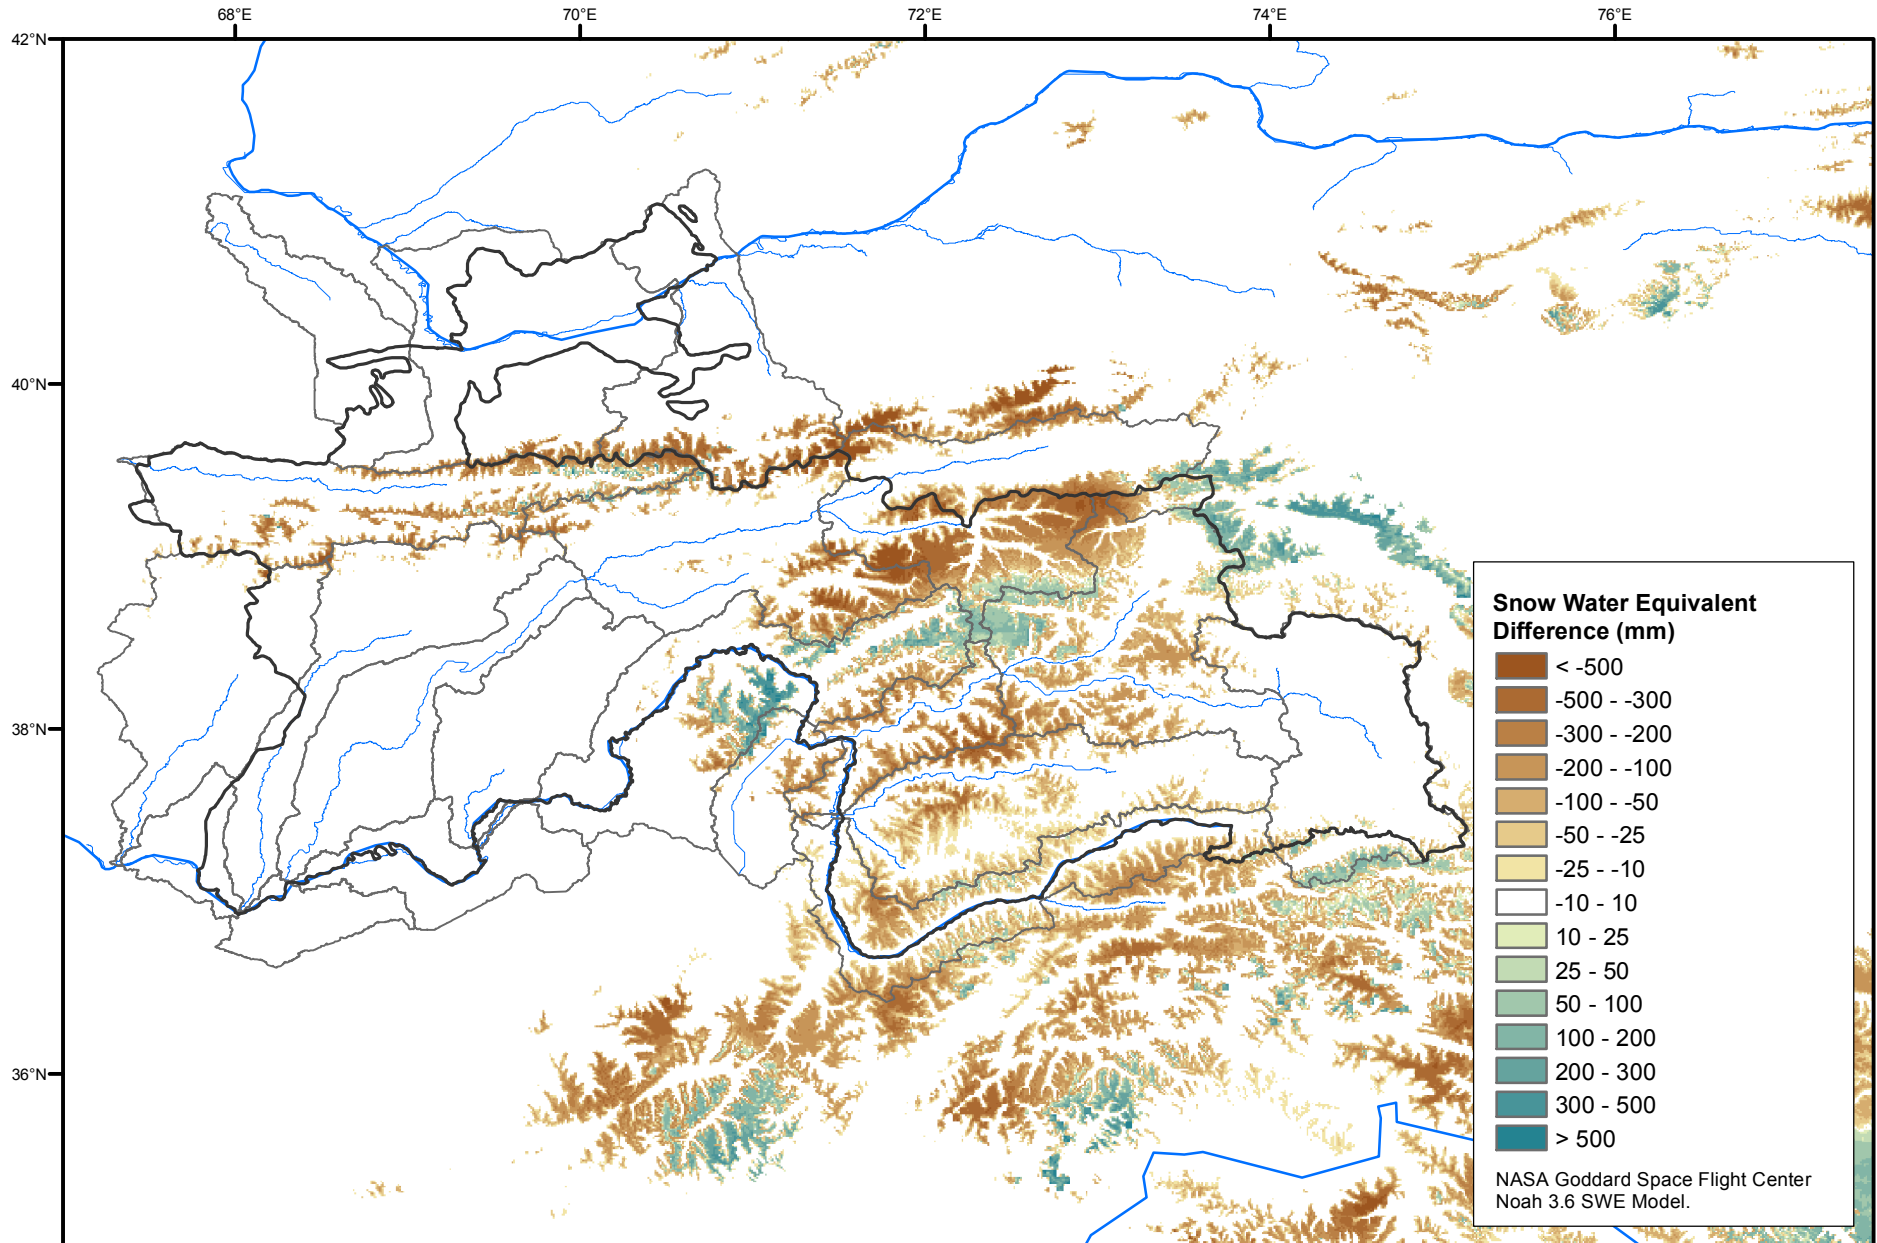 68°E 70°E 72°E 74°E 76°E
42°N
40°N
38°N
36°N
Snow Water Equivalent
Difference (mm)
< -500
-500 - -300
-300 - -200
-200 - -100
-100 - -50
-50 - -25
-25 - -10
-10 - 10
10 - 25
25 - 50
50 - 100
100 - 200
200 - 300
300 - 500
> 500
NASA Goddard Space Flight Center
Noah 3.6 SWE Model.